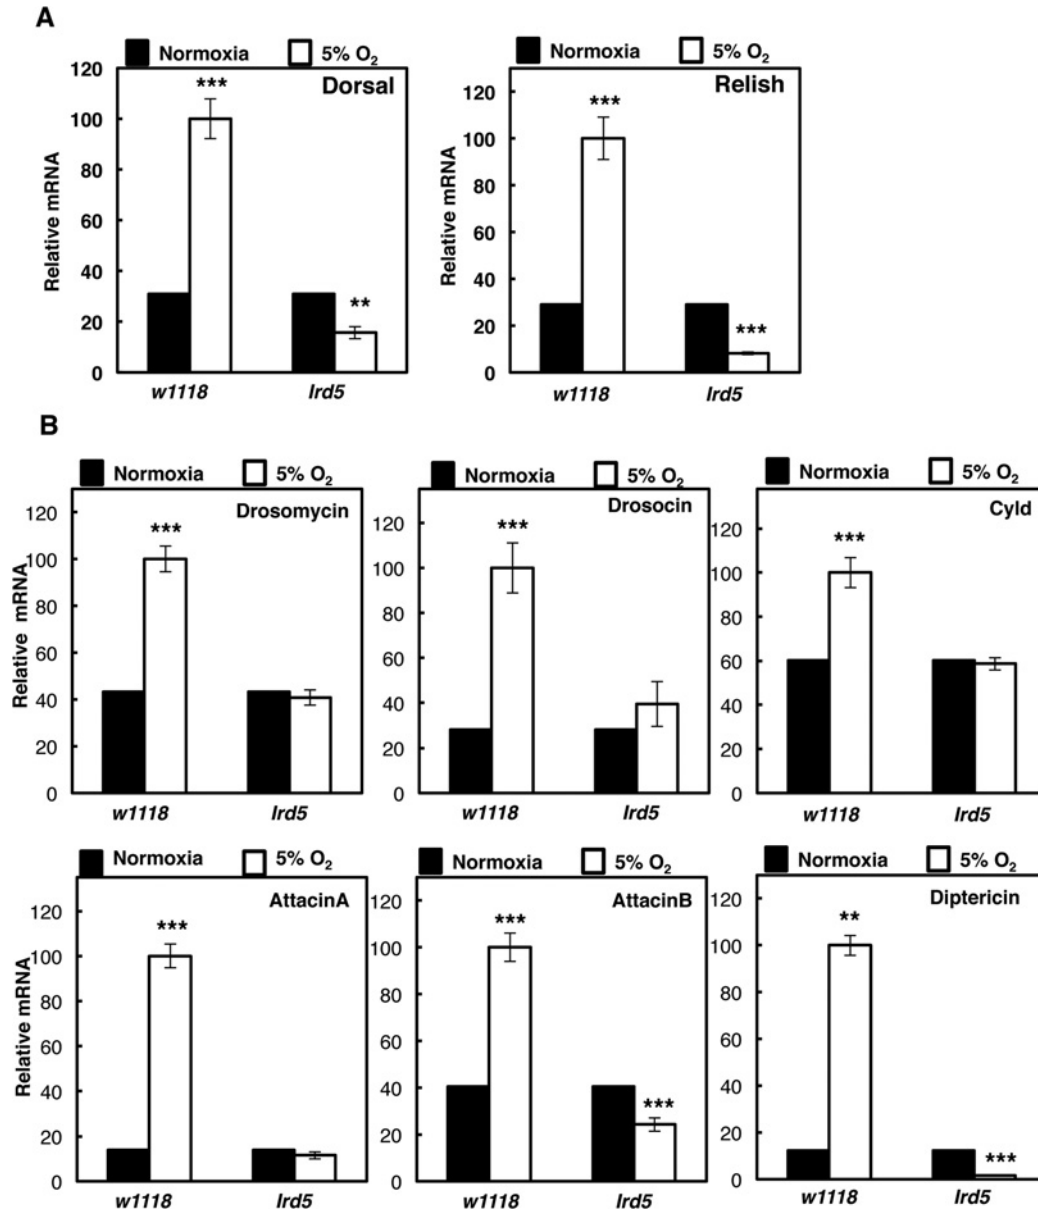 A
Normoxia 5% O2
Dorsal
Relative mRNA
120
100
80
60
40
20
0
***
**
w1118 Ird5
Normoxia 5% O2
Relish
Relative mRNA
120
100
80
60
40
20
0
***
***
w1118 Ird5
B
Normoxia 5% O2
Drosomycin
Relative mRNA
120
100
80
60
40
20
0
***
w1118 Ird5
Normoxia 5% O2
Drosocin
120
100
80
60
40
20
0
***
w1118 Ird5
Normoxia 5% O2
Cyld
120
100
80
60
40
20
0
***
w1118 Ird5
Normoxia 5% O2
AttacinA
Relative mRNA
120
100
80
60
40
20
0
***
w1118 Ird5
Normoxia 5% O2
AttacinB
120
100
80
60
40
20
0
***
***
w1118 Ird5
Normoxia 5% O2
Diptericin
120
100
80
60
40
20
0
**
***
w1118 Ird5